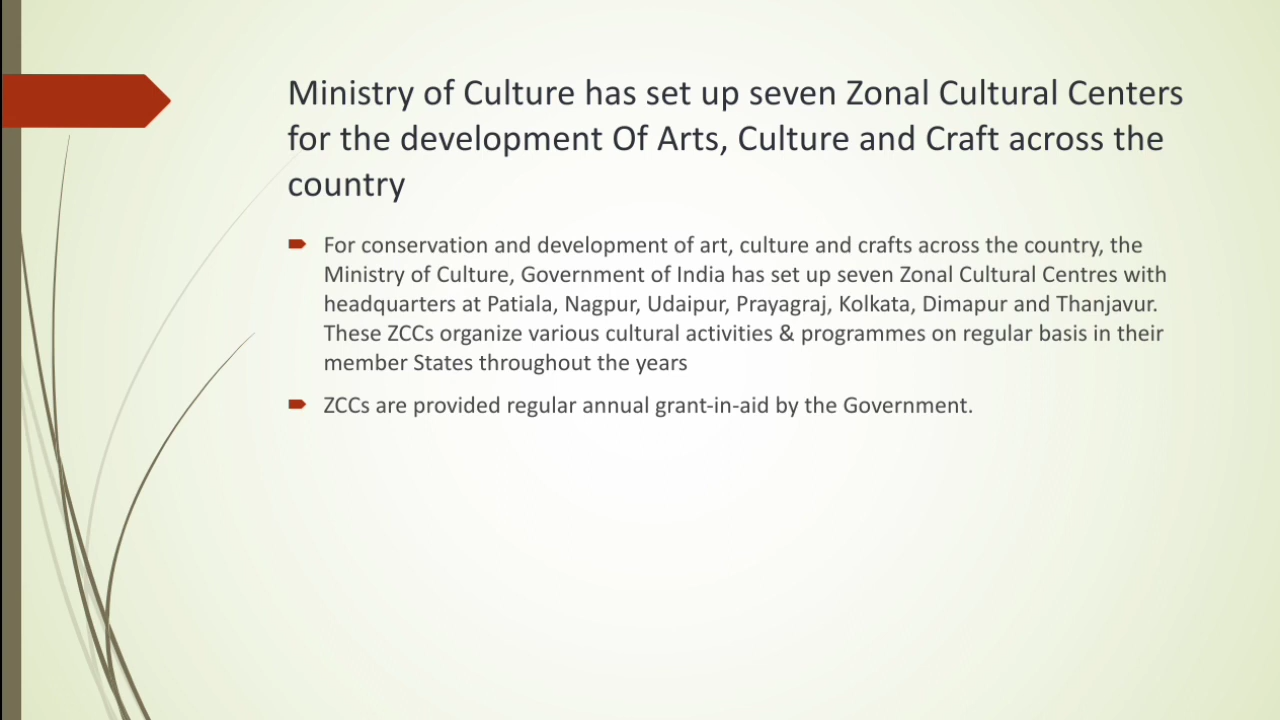 Ministry of Culture has set up seven Zonal Cultural Centers
for the development Of Arts, Culture and Craft across the
country
For conservation and development of art, culture and crafts across the country, the
Ministry of Culture, Government of India has set up seven Zonal Cultural Centres with
headquarters at Patiala, Nagpur, Udaipur, Prayagraj, Kolkata, Dimapur and Thanjavur.
These ZCCs organize various cultural activities & programmes on regular basis in their
member States throughout the years
ZCCs are provided regular annual grant-in-aid by the Government.